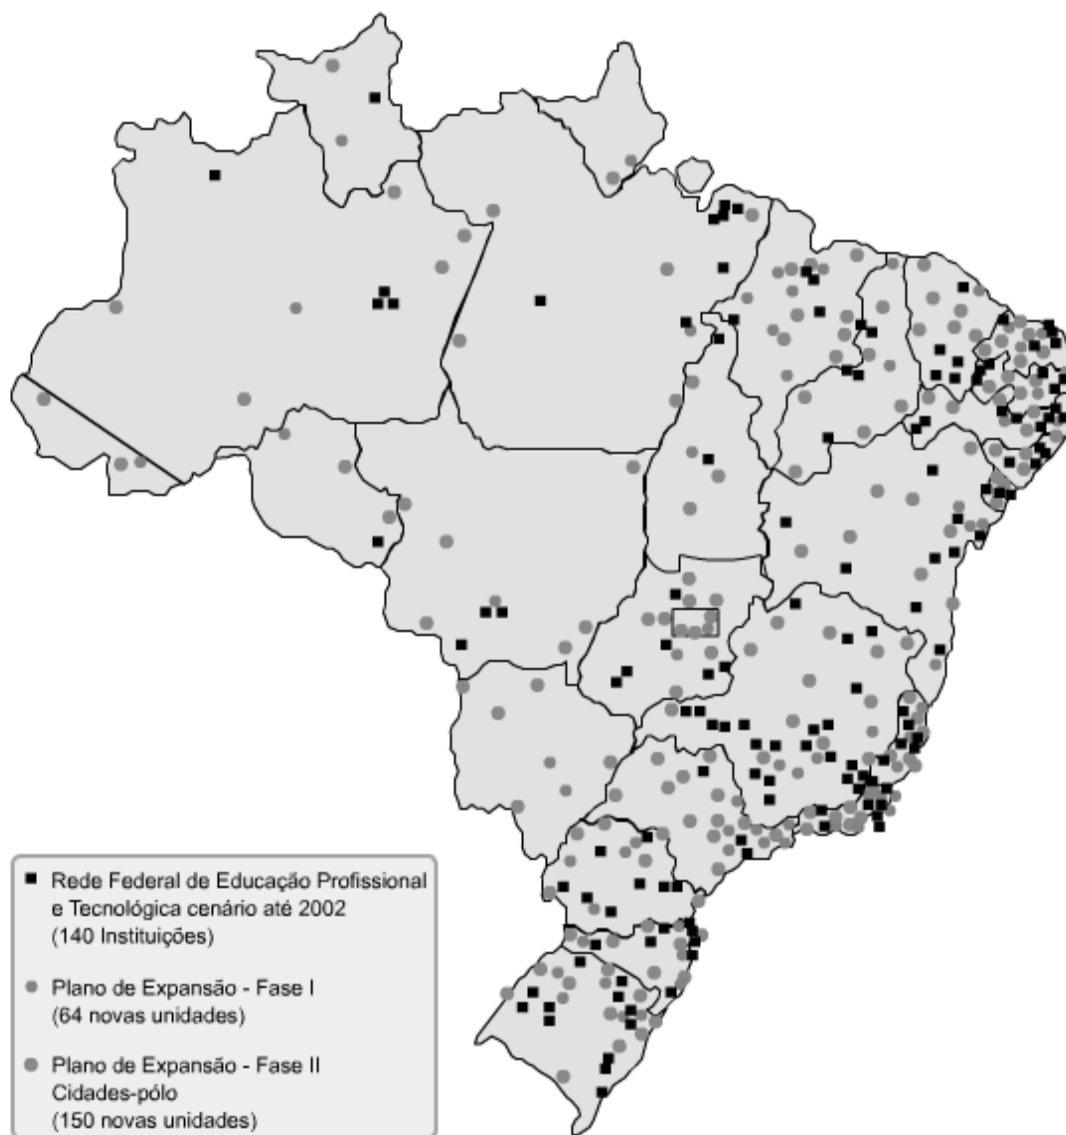 Rede Federal de Educação Profissional
e Tecnológica cenário até 2002
(140 Instituições)
Plano de Expansão - Fase I
(64 novas unidades)
Plano de Expansão - Fase II
Cidades-pólo
(150 novas unidades)